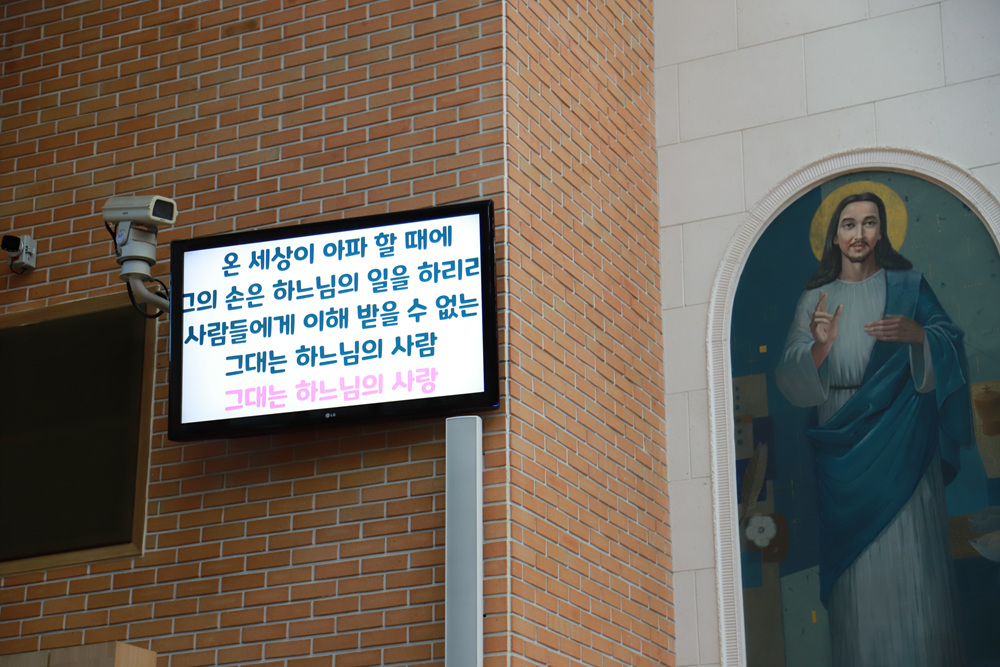 온 세상이 아파 할 때에
그의 손은 하느님의 일을 하리라
사람들에게 이해 받을 수 없는
그대는 하느님의 사람
그대는 하느님의 사랑
LG